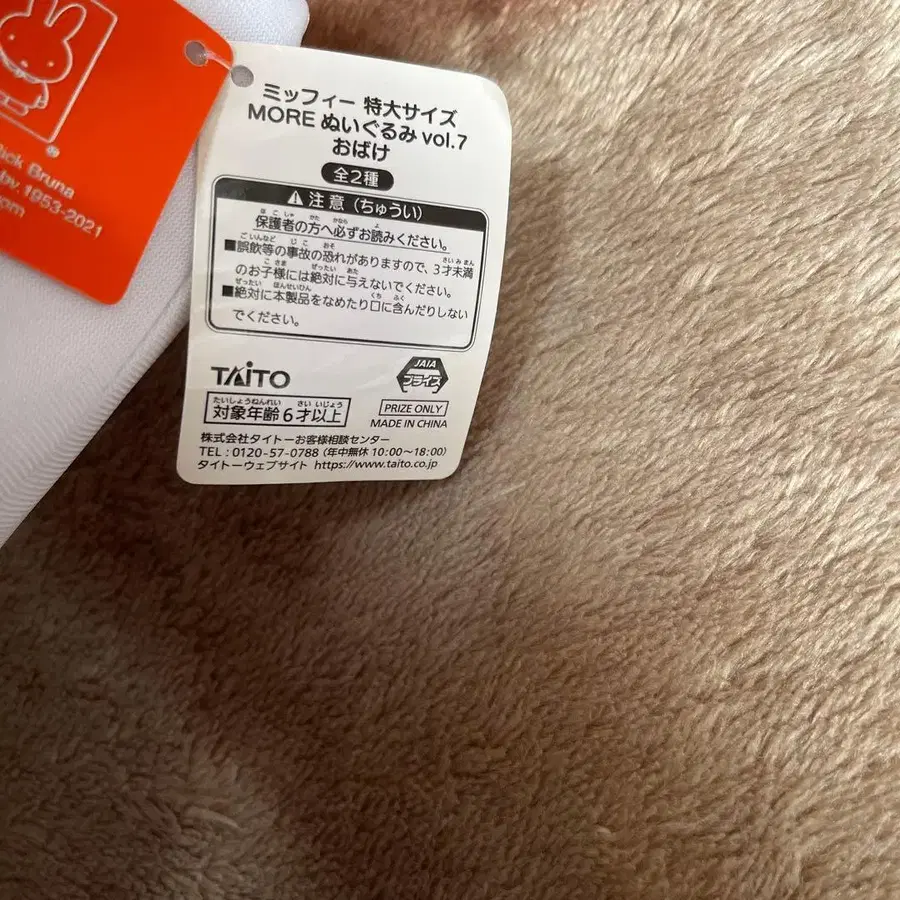 ick Bruna
bv.1953-2021
om
ミッフィー 特大サイズ
MORE ぬいぐるみ vol.7
おばけ
全2種
注意（ちゅうい）
保護者の方へ必ずお読みください。
■誤飲等の事故の恐れがありますので、3才未満
のお子様には絶対に与えないでください。
■絶対に本製品をなめたり口に含んだりしない
でください。
TAITO
JAIA
プライズ
対象年齢6才以上
PRIZE ONLY
MADE IN CHINA
株式会社タイトーお客様相談センター
TEL：0120-57-0788（年中無休 10:00～18:00）
タイトーウェブサイト https://www.taito.co.jp